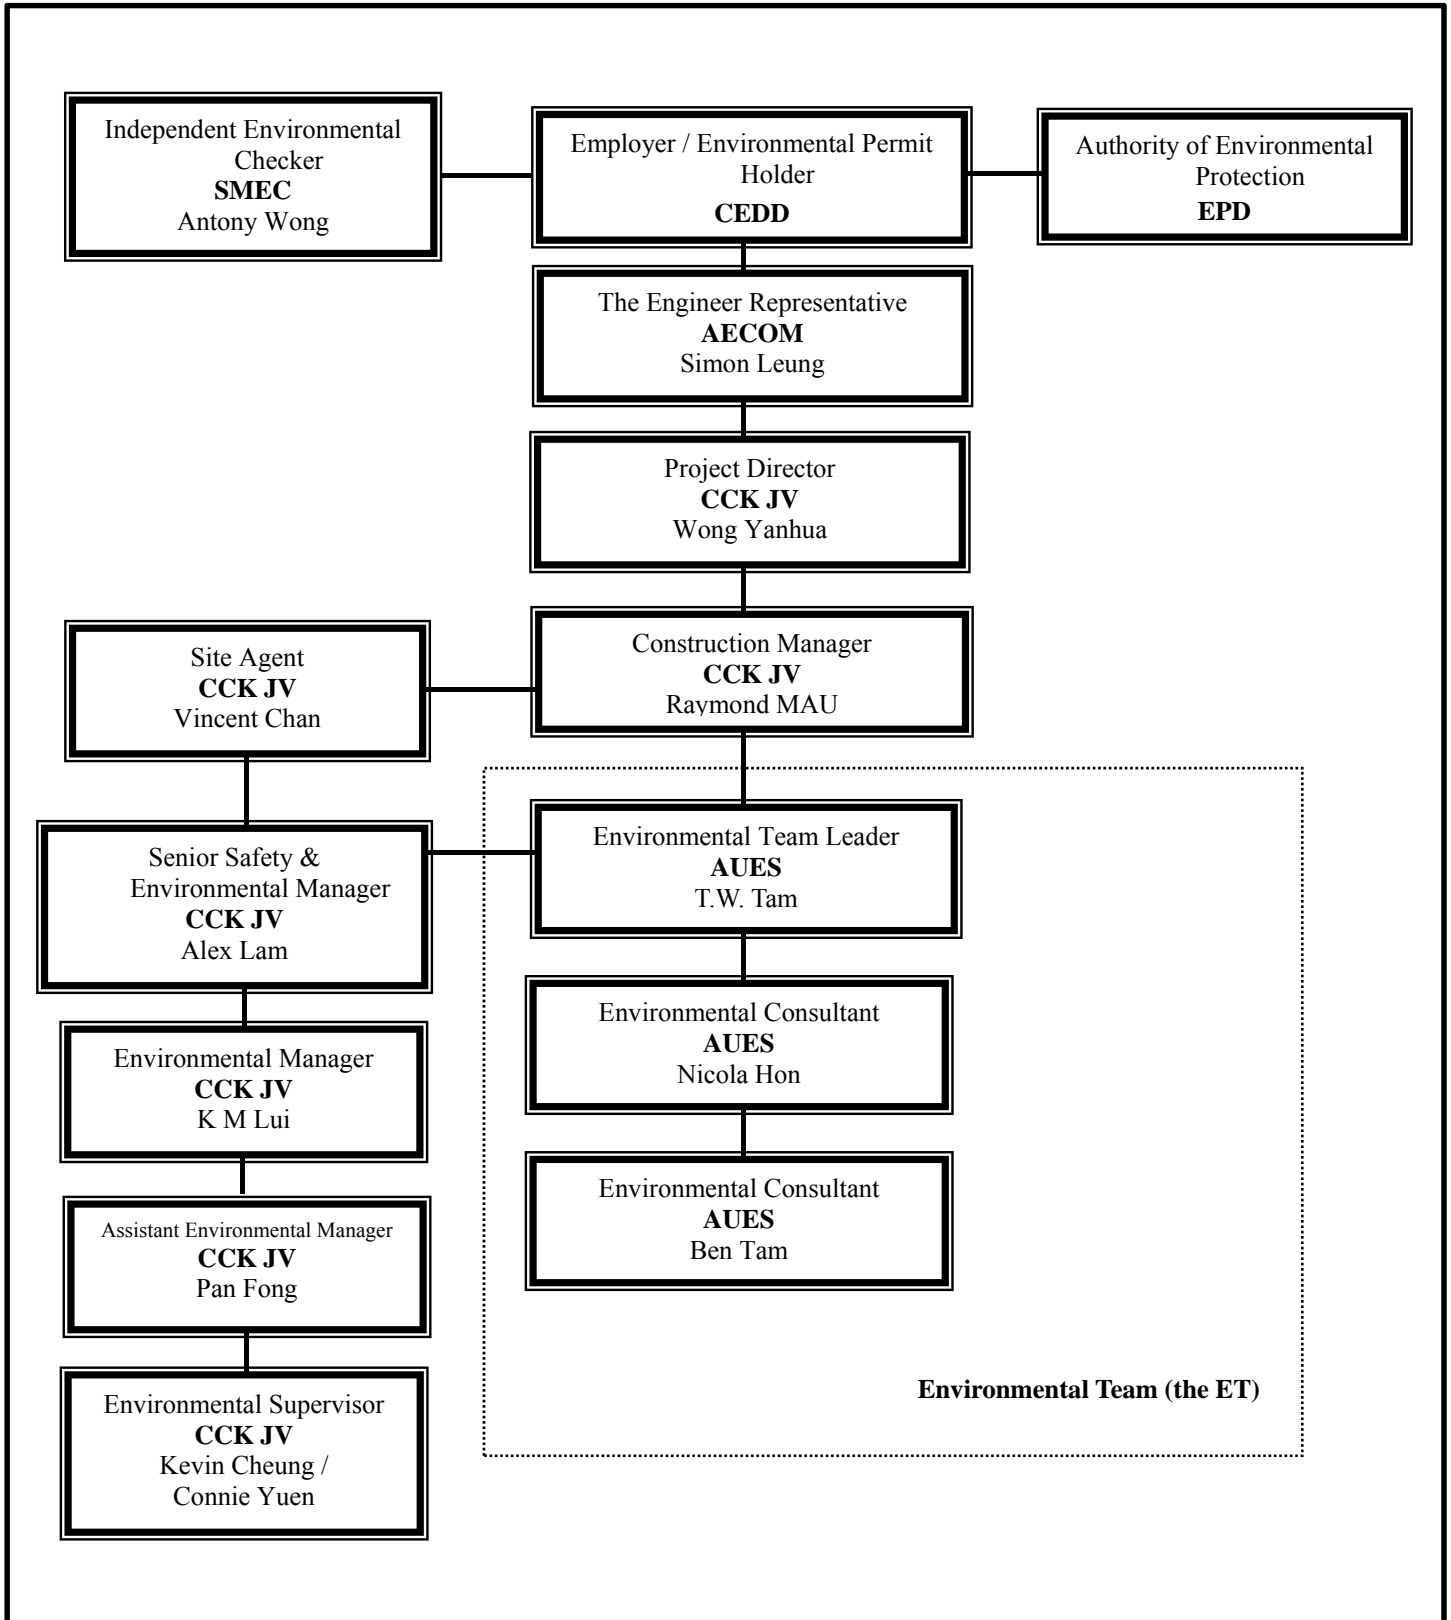 Independent Environmental
Checker
SMEC
Antony Wong
Employer / Environmental Permit
Holder
CEDD
Authority of Environmental
Protection
EPD
The Engineer Representative
AECOM
Simon Leung
Project Director
CCK JV
Wong Yanhua
Site Agent
CCK JV
Vincent Chan
Construction Manager
CCK JV
Raymond MAU
Senior Safety &
Environmental Manager
CCK JV
Alex Lam
Environmental Team Leader
AUES
T.W. Tam
Environmental Manager
CCK JV
K M Lui
Environmental Consultant
AUES
Nicola Hon
Assistant Environmental Manager
CCK JV
Pan Fong
Environmental Consultant
AUES
Ben Tam
Environmental Supervisor
CCK JV
Kevin Cheung /
Connie Yuen
Environmental Team (the ET)